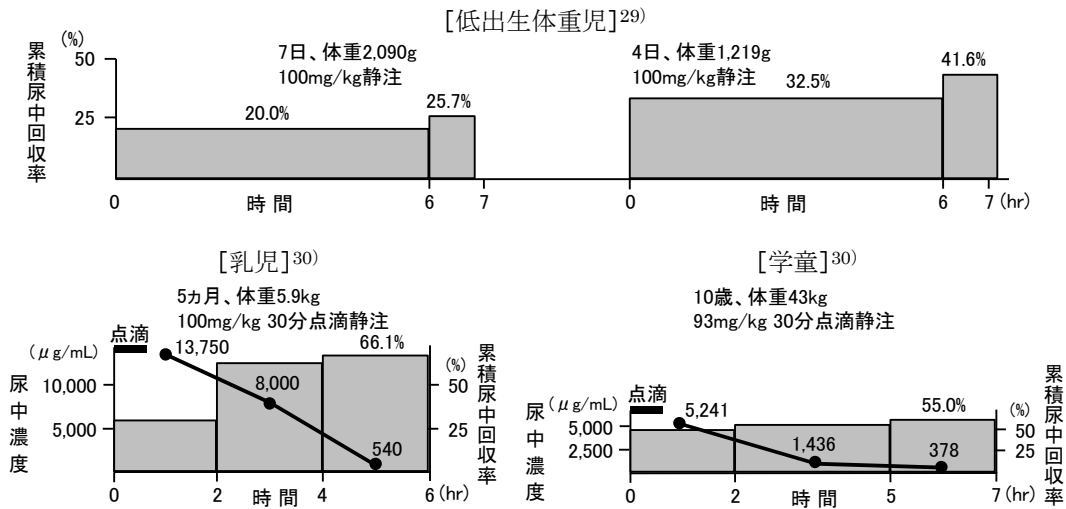 [低出生体重児]29)
累積尿中回収率
(%)
50
25
7日、体重2,090g
100mg/kg静注
20.0%
25.7%
0
時間
6
7
4日、体重1,219g
100mg/kg静注
32.5%
41.6%
0
時間
6
7(hr)
[乳児]30)
5ヵ月、体重5.9kg
100mg/kg 30分点滴静注
点滴
(μg/mL)
尿中濃度
10,000
5,000
13,750
8,000
540
66.1%
(%)
50
25
累積尿中回収率
0
2
時間
4
6(hr)
[学童]30)
10歳、体重43kg
93mg/kg 30分点滴静注
点滴
(μg/mL)
尿中濃度
5,000
2,500
5,241
1,436
378
55.0%
(%)
50
25
累積尿中回収率
0
2
時間
5
7(hr)